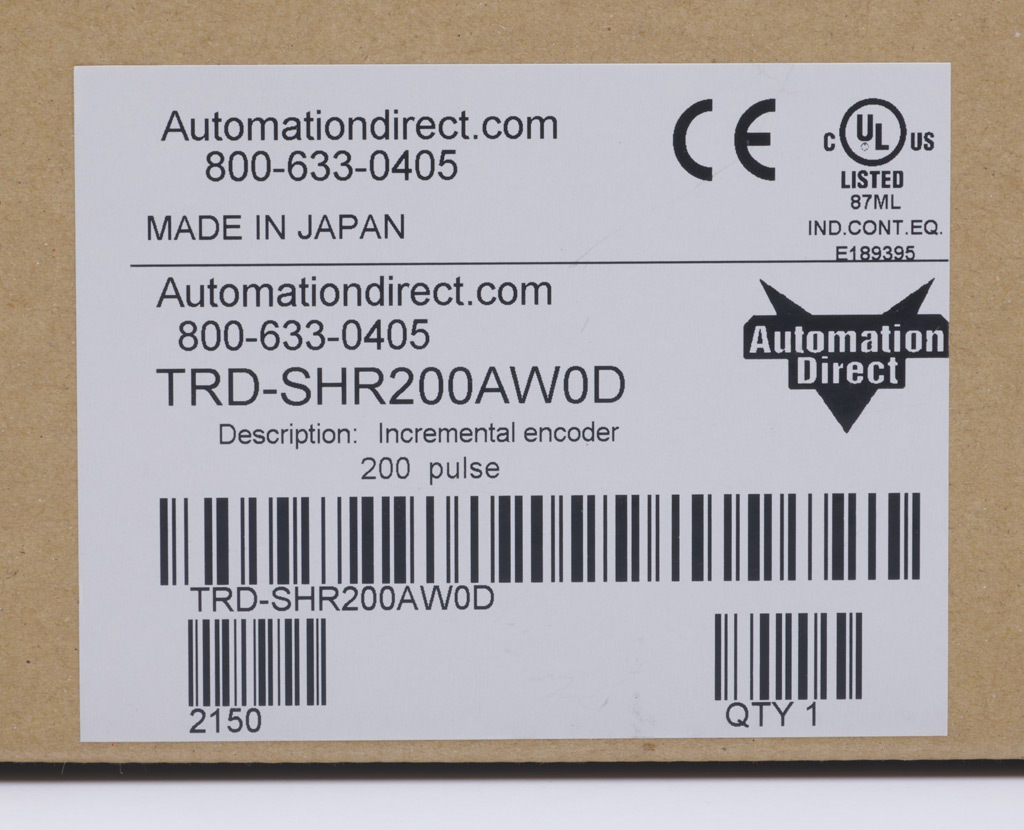 Automationdirect.com
800-633-0405
MADE IN JAPAN
CE
C UL US
LISTED
87ML
IND.CONT.EQ.
E189395
Automationdirect.com
800-633-0405
TRD-SHR200AW0D
Description: Incremental encoder
200 pulse
Automation
Direct
TRD-SHR200AW0D
2150
QTY 1